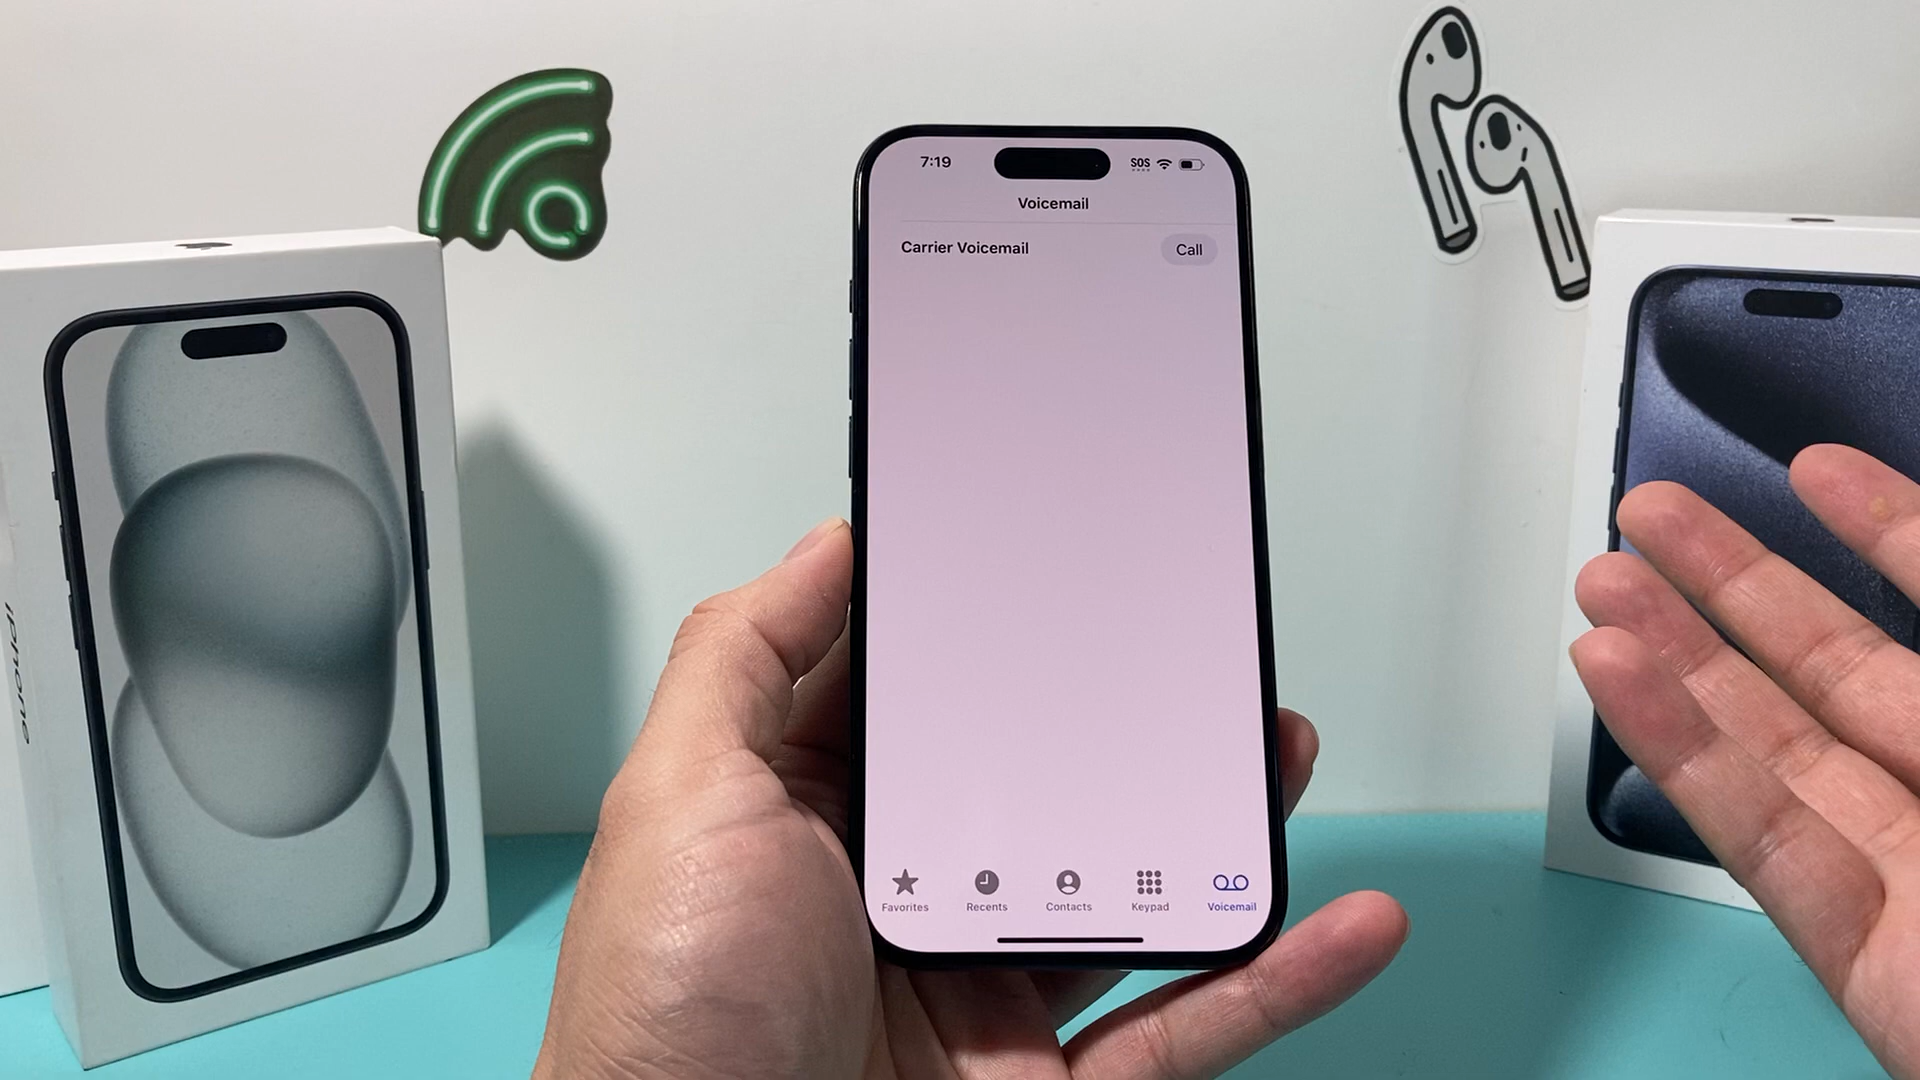 7:19 SOS
Voicemail
Carrier Voicemail Call
Favorites Recents Contacts Keypad Voicemail
iPhone